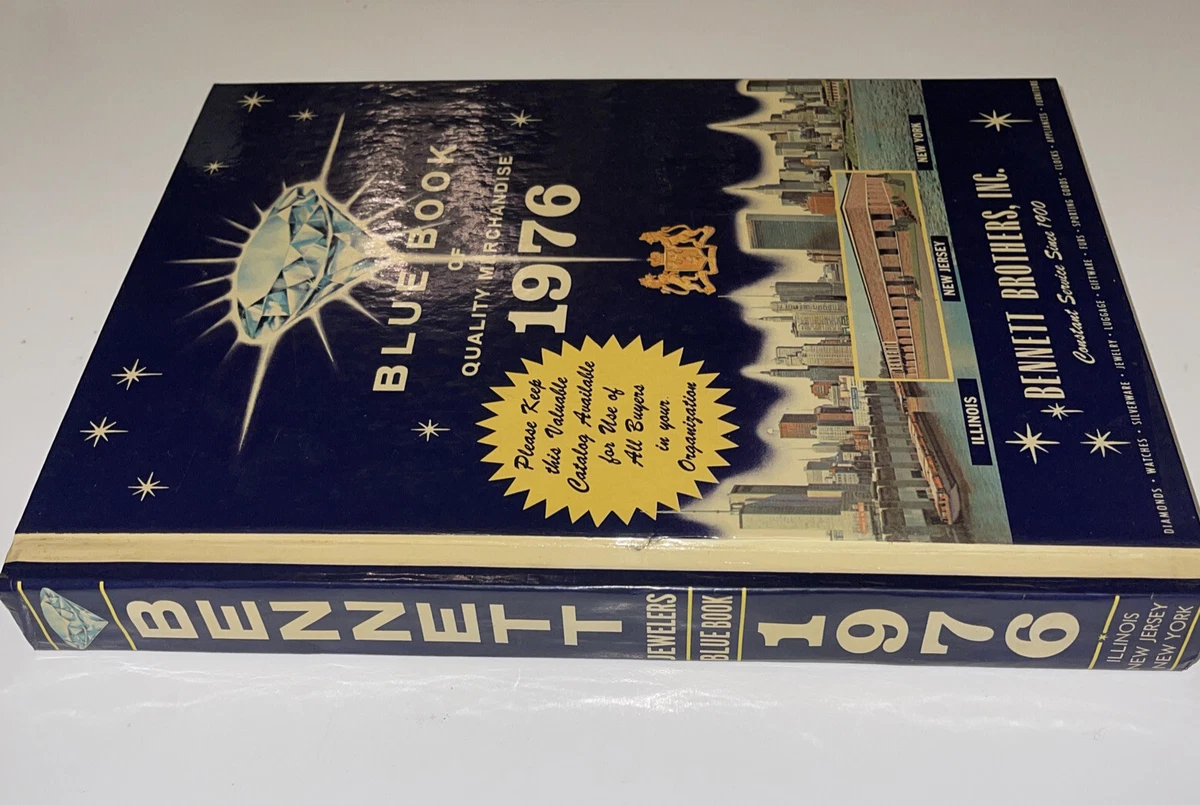 BLUE BOOK
OF
QUALITY MERCHANDISE
1976
Please Keep
this Valuable
Catalog Available
for Use of
All Buyers
in your
Organization
NEW YORK
NEW JERSEY
ILLINOIS
BENNETT
BENNETT BROTHERS, INC.
Constant Service Since 1900
DIAMONDS • WATCHES • SILVERWARE • JEWELRY • LUGGAGE • GIFTWARE • FURS • SPORTING GOODS • CLOCKS • APPLIANCES • FURNITURE
BENNETT
JEWELERS
BLUE BOOK
1976
ILLINOIS
NEW JERSEY
NEW YORK